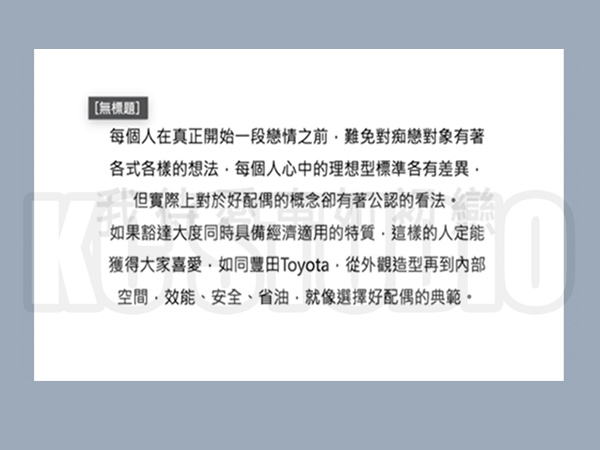 [無標題]
每個人在真正開始一段戀情之前，難免對痴戀對象有著
各式各樣的想法，每個人心中的理想型標準各有差異，
但實際上對於好配偶的概念卻有著公認的看法。
我待愛車如初戀
如果豁達大度同時具備經濟適用的特質，這樣的人定能
KCSTUDIO
獲得大家喜愛，如同豐田Toyota，從外觀造型再到內部
空間，效能、安全、省油，就像選擇好配偶的典範。